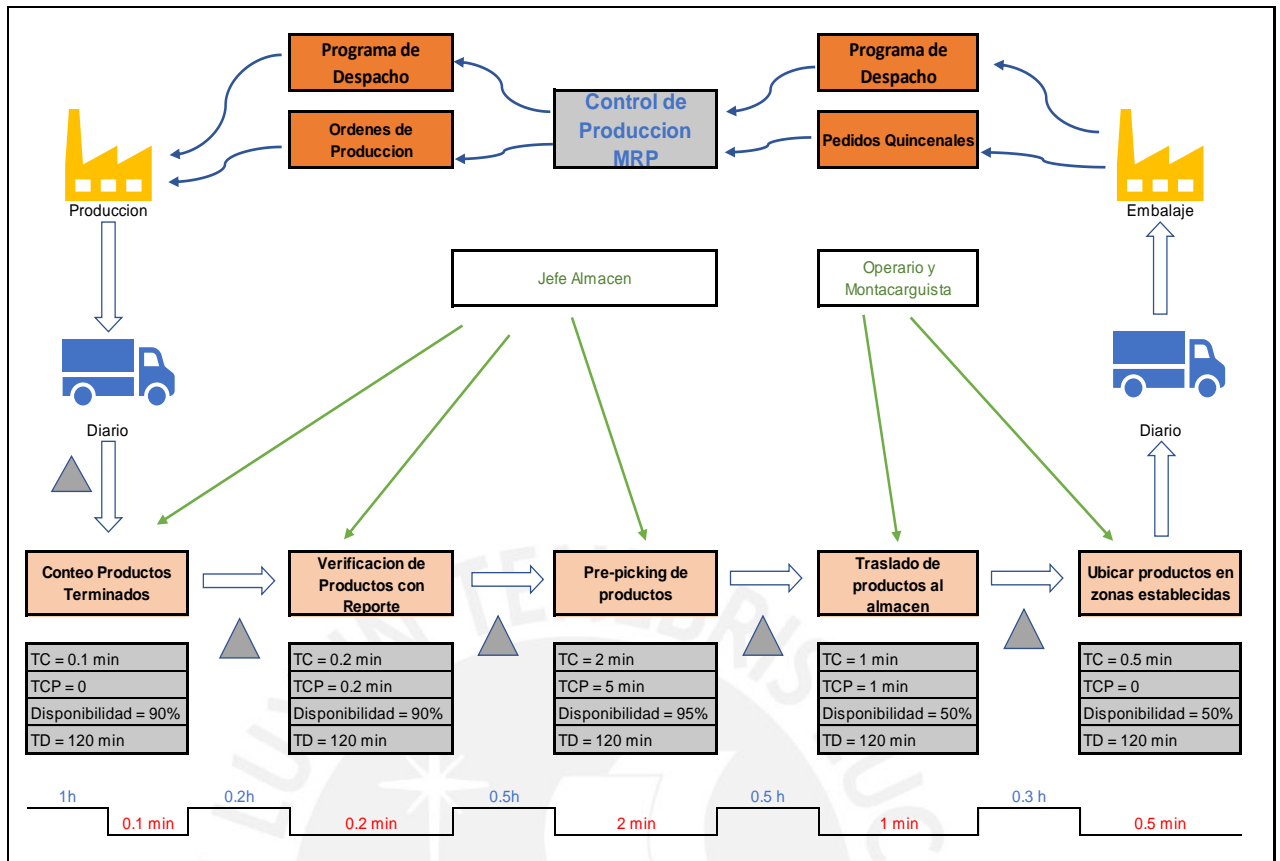 Programa de
Despacho
Programa de
Despacho
Control de
Produccion
MRP
Ordenes de
Produccion
Pedidos Quincenales
Produccion
Embalaje
Jefe Almacen
Operario y
Montacarguista
Diario
Diario
Conteo Productos
Terminados
Verificacion de
Productos con
Reporte
Pre-picking de
productos
Traslado de
productos al
almacen
Ubicar productos en
zonas establecidas
TC = 0.1 min
TCP = 0
Disponibilidad = 90%
TD = 120 min
TC = 0.2 min
TCP = 0.2 min
Disponibilidad = 90%
TD = 120 min
TC = 2 min
TCP = 5 min
Disponibilidad = 95%
TD = 120 min
TC = 1 min
TCP = 1 min
Disponibilidad = 50%
TD = 120 min
TC = 0.5 min
TCP = 0
Disponibilidad = 50%
TD = 120 min
1h
0.2h
0.5h
0.5 h
0.3 h
0.1 min
0.2 min
2 min
1 min
0.5 min